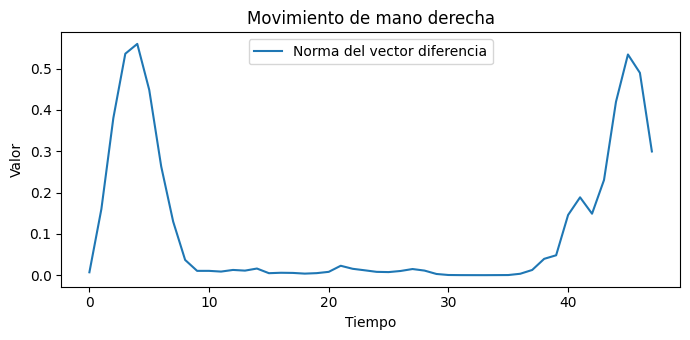 Movimiento de mano derecha
Norma del vector diferencia
Valor
0.5
0.4
0.3
0.2
0.1
0.0
0 10 20 30 40
Tiempo